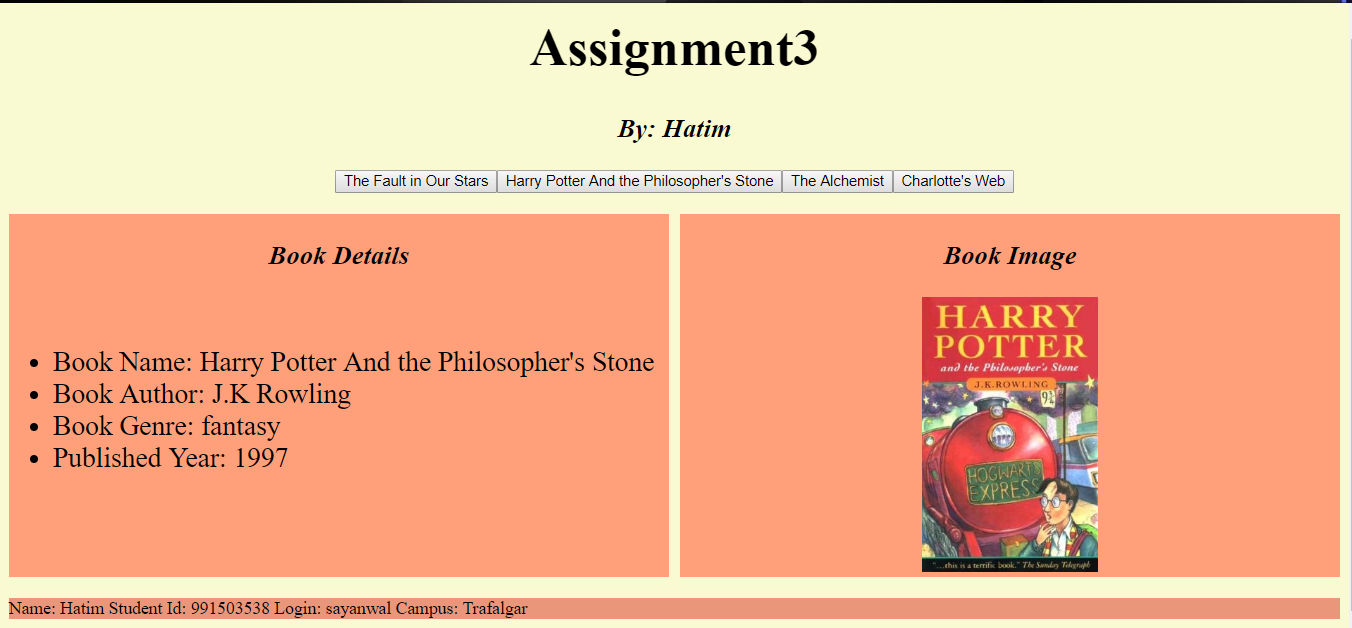 Assignment3
By: Hatim
The Fault in Our Stars Harry Potter And the Philosopher's Stone The Alchemist Charlotte's Web
Book Details
Book Name: Harry Potter And the Philosopher's Stone
Book Author: J.K Rowling
Book Genre: fantasy
Published Year: 1997
Book Image
HARRY
POTTER
and the Philosopher's Stone
J.K.ROWLING
9¾
HOGWARTS
EXPRESS
"...this is a terrific book." The Sunday Telegraph
Name: Hatim Student Id: 991503538 Login: sayanwal Campus: Trafalgar